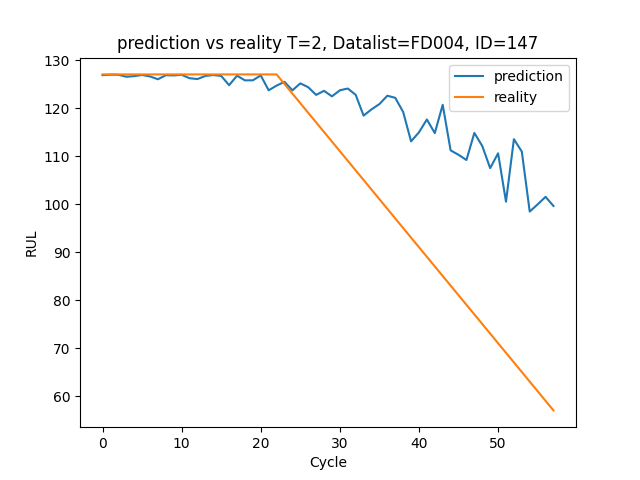 prediction vs reality T=2, Datalist=FD004, ID=147
prediction
reality
130
120
110
100
90
80
70
60
RUL
0 10 20 30 40 50
Cycle